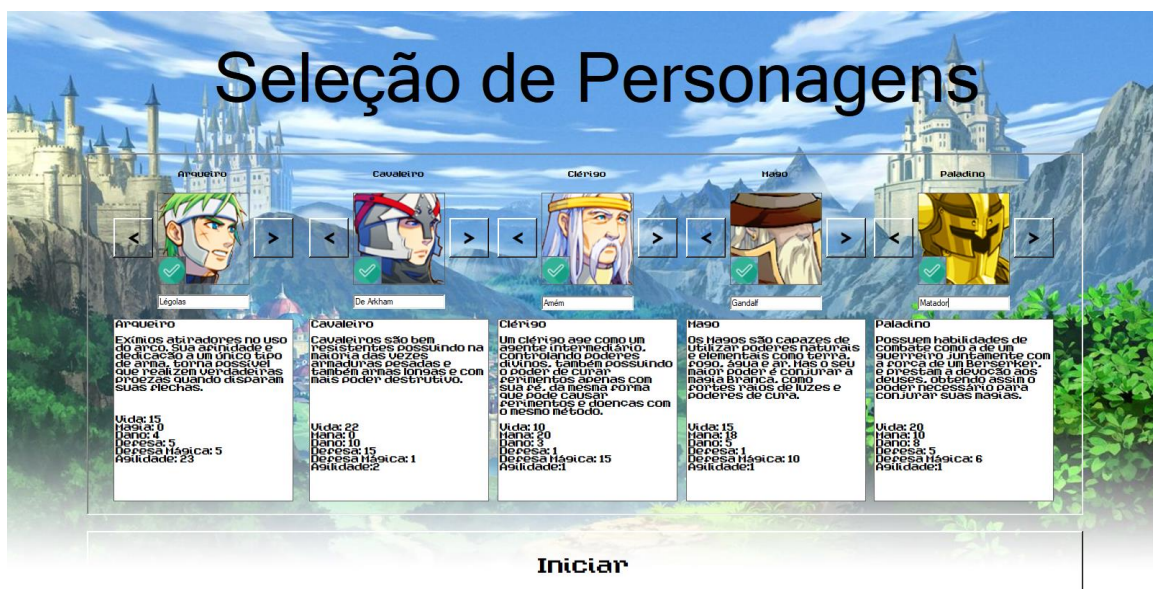 Seleção de Personagens
Arqueiro
Cavaleiro
Clérigo
Mago
Paladino
< >
< >
< >
< >
< >
Légolas
De Arkham
Amém
Gandalf
Matador
Arqueiro
Exímios atiradores no uso
do arco. Sua afinidade e
dedicação a um único tipo
de arma, torna possível
que realizem verdadeiras
proezas quando disparam
suas flechas.
Vida: 15
Magia: 0
Dano: 4
Defesa: 5
Defesa Mágica: 5
Agilidade: 23
Cavaleiro
Cavaleiros são bem
resistentes possuindo na
maioria das vezes
armaduras pesadas e
também armas longas e com
mais poder destrutivo.
Vida: 22
Mana: 0
Dano: 10
Defesa: 15
Defesa Mágica: 1
Agilidade:2
Clérigo
Um clérigo age como um
agente intermediário,
controlando poderes
divinos, também possuindo
o poder de curar
ferimentos apenas com
sua fé, da mesma forma
que pode causar
ferimentos e doenças com
o mesmo método.
Vida: 10
Mana: 20
Dano: 3
Defesa: 1
Defesa Mágica: 15
Agilidade:1
Mago
Os Magos são capazes de
utilizar poderes naturais
e elementais como terra,
fogo, água e ar. Mas o seu
maior poder é conjurar a
magia Branca, como
fortes raios de luzes e
poderes de cura.
Vida: 15
Mana: 18
Dano: 5
Defesa: 1
Defesa Mágica: 10
Agilidade:1
Paladino
Possuem habilidades de
combate como a de um
guerreiro juntamente com
a força de um Berserker,
e prestam a devoção aos
deuses, obtendo assim o
poder necessário para
conjurar suas magias.
Vida: 20
Mana: 10
Dano: 8
Defesa: 5
Defesa Mágica: 6
Agilidade:1
Iniciar